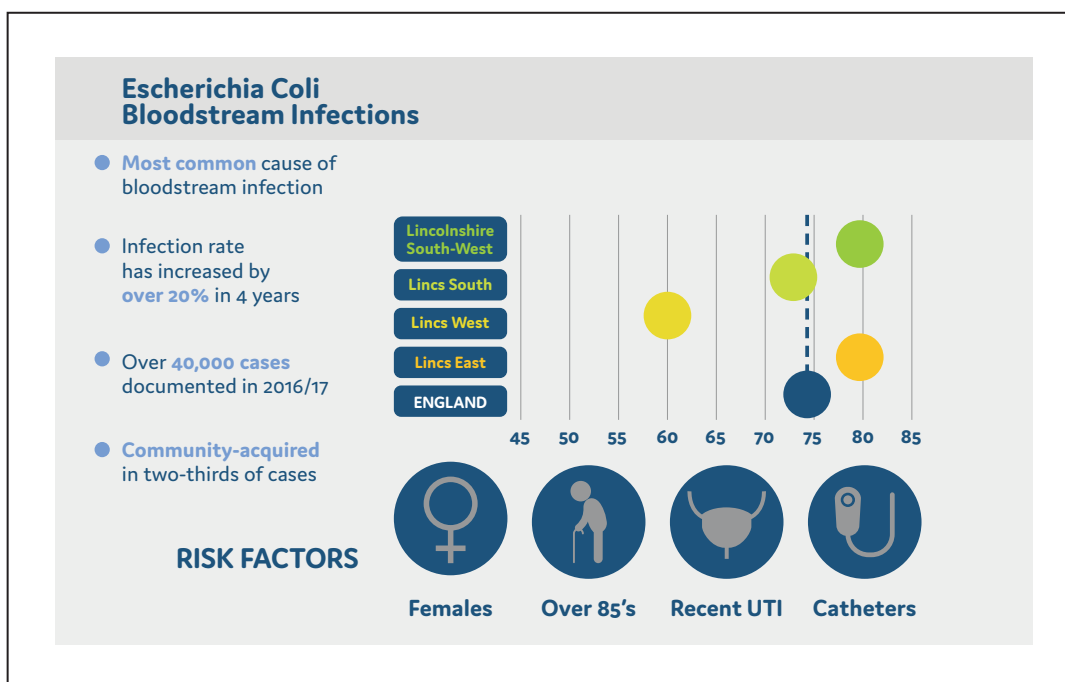 Escherichia Coli
Bloodstream Infections
Most common cause of
bloodstream infection
Infection rate
has increased by
over 20% in 4 years
Over 40,000 cases
documented in 2016/17
Community-acquired
in two-thirds of cases
Lincolnshire
South-West
Lincs South
Lincs West
Lincs East
ENGLAND
45 50 55 60 65 70 75 80 85
RISK FACTORS
Females Over 85's Recent UTI Catheters